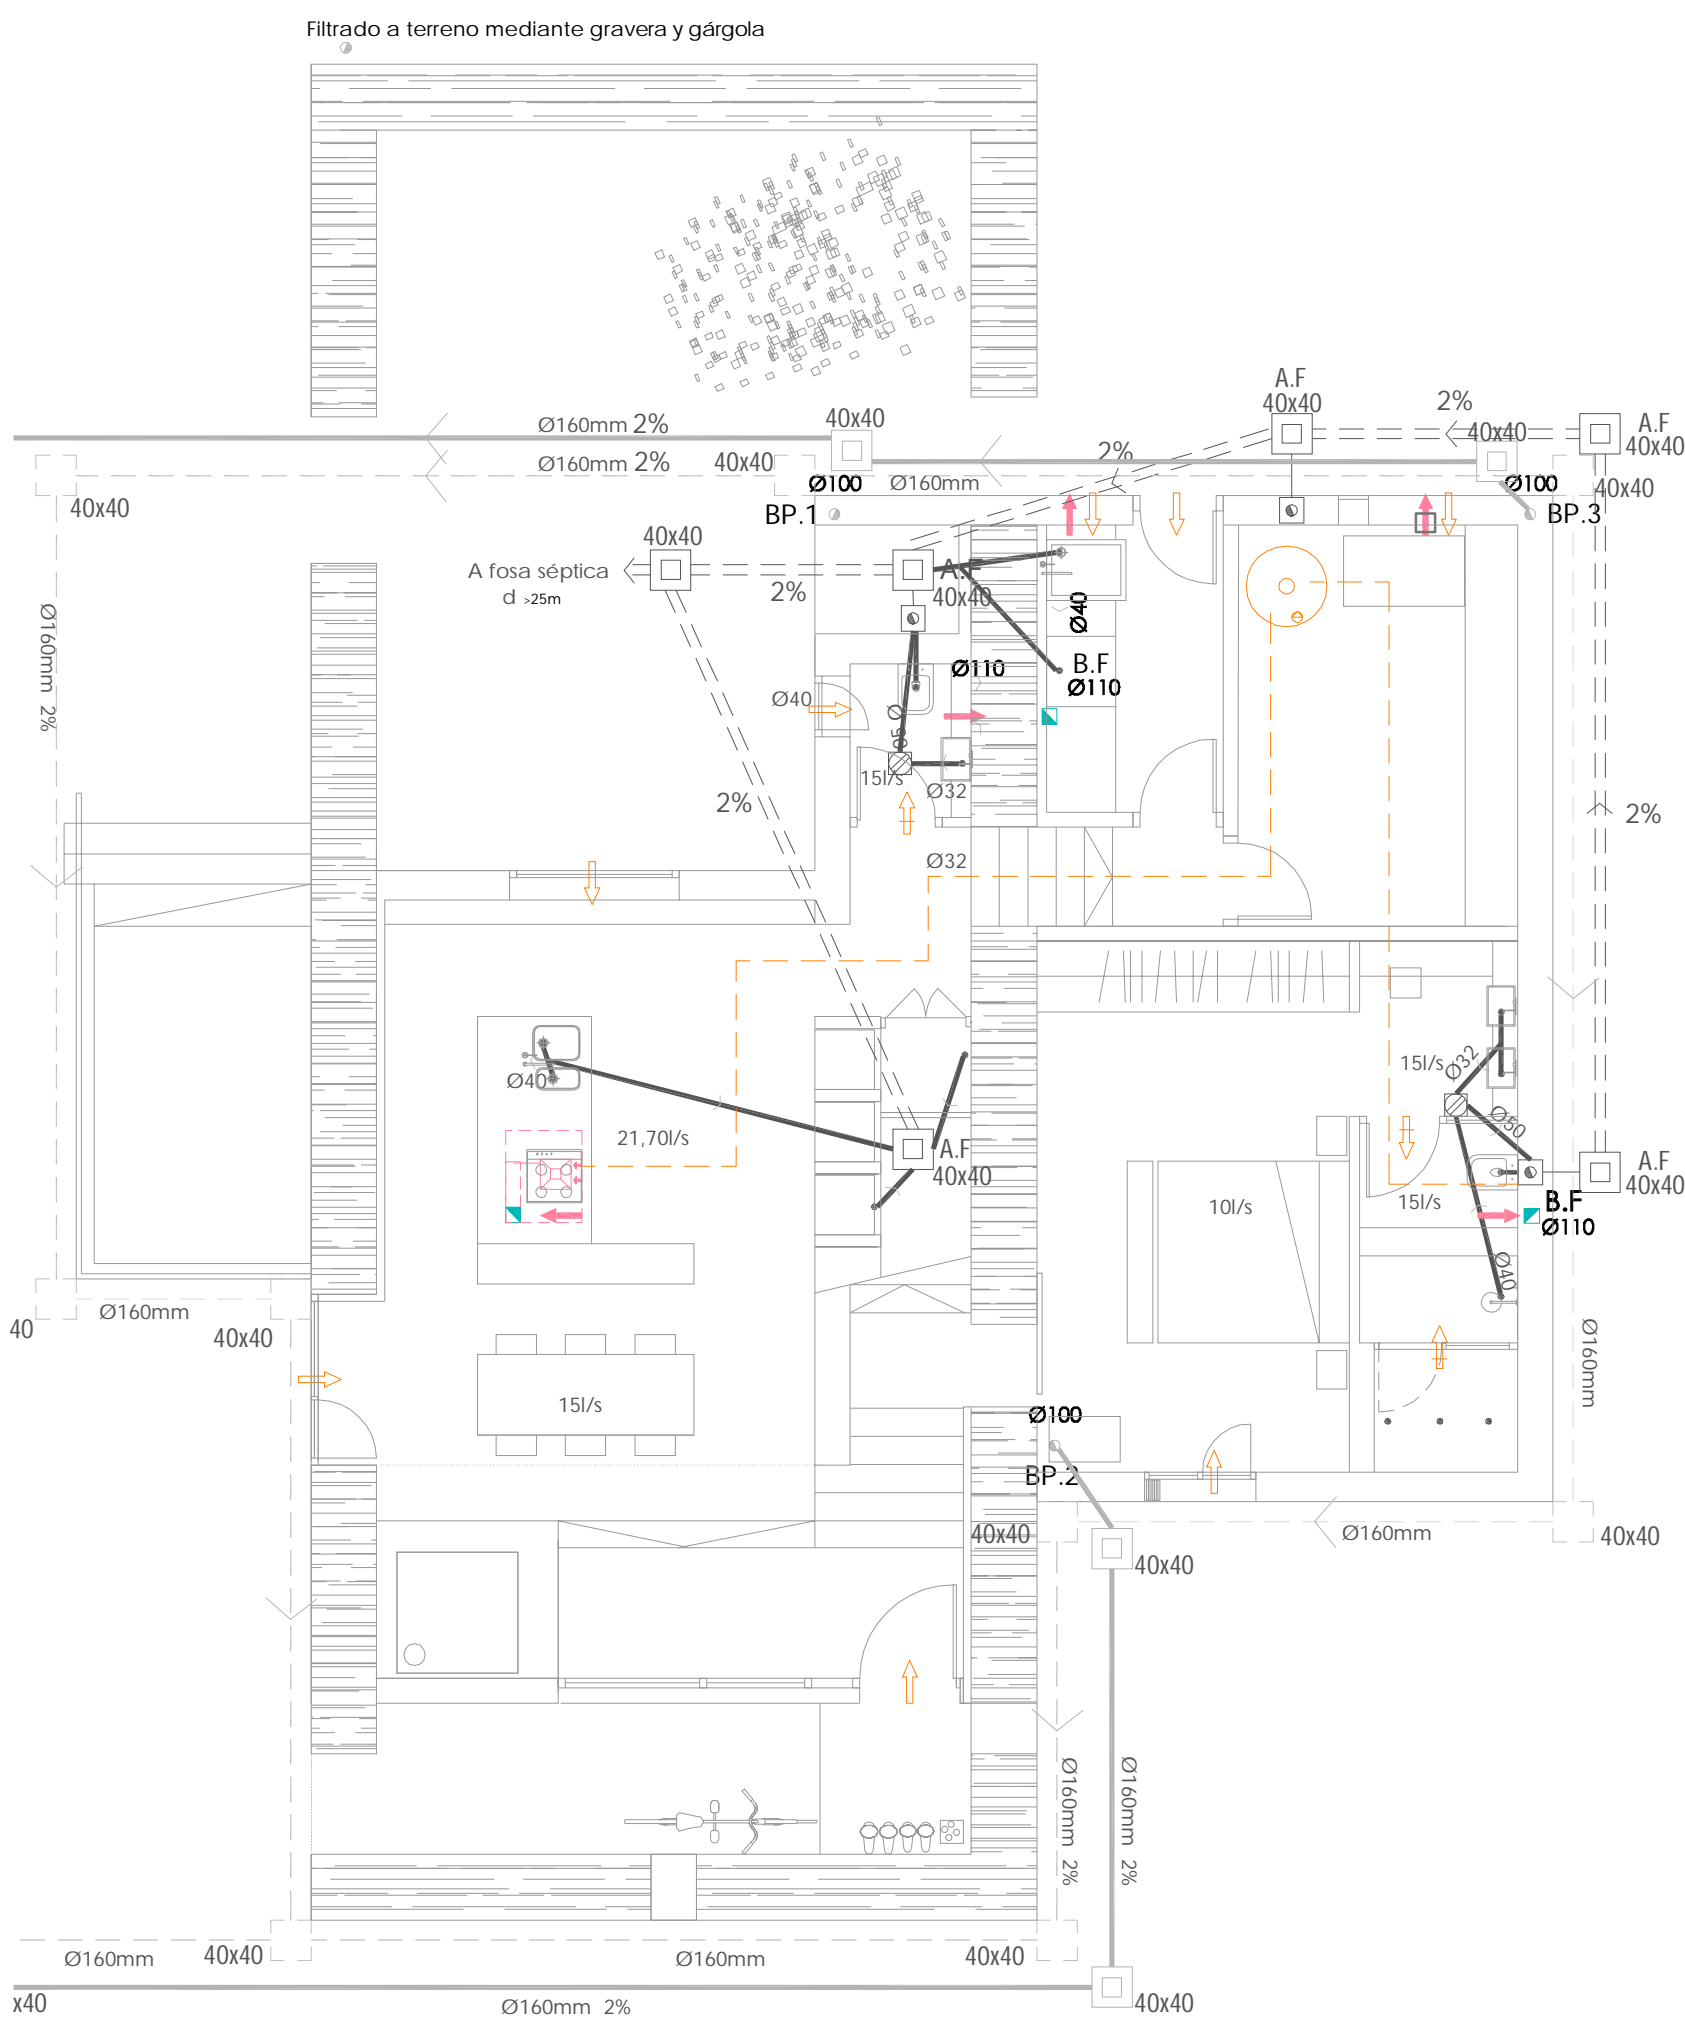 Filtrado a terreno mediante gravera y gárgola
A.F
40x40
2%
40x40
A.F
40x40
40x40
Ø160mm 2%
40x40
2%
Ø160mm 2%
40x40
Ø100
Ø160mm
Ø100
40x40
40x40
BP.1
BP.3
40x40
A fosa séptica
d >25m
2%
A.F
40x40
Ø40
Ø160mm 2%
Ø110
B.F
Ø110
Ø40
Ø50
15l/s
Ø32
2%
2%
Ø32
15l/s
Ø32
Ø40
Ø50
21,70l/s
A.F
40x40
A.F
40x40
10l/s
15l/s
B.F
Ø110
Ø40
40
Ø160mm
40x40
Ø160mm
15l/s
Ø100
BP.2
40x40
Ø160mm
40x40
40x40
Ø160mm 2%
Ø160mm 2%
Ø160mm
40x40
Ø160mm
40x40
x40
Ø160mm 2%
40x40